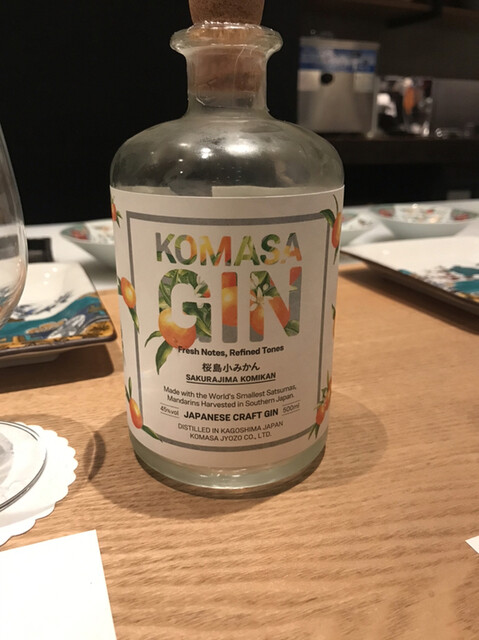 KOMASA
GIN
Fresh Notes, Refined Tones
桜島小みかん
SAKURAJIMA KOMIKAN
Made with the World's Smallest Satsumas,
Mandarins Harvested in Southern Japan.
45%vol JAPANESE CRAFT GIN 500ml
DISTILLED IN KAGOSHIMA JAPAN
KOMASA JYOZO CO., LTD.